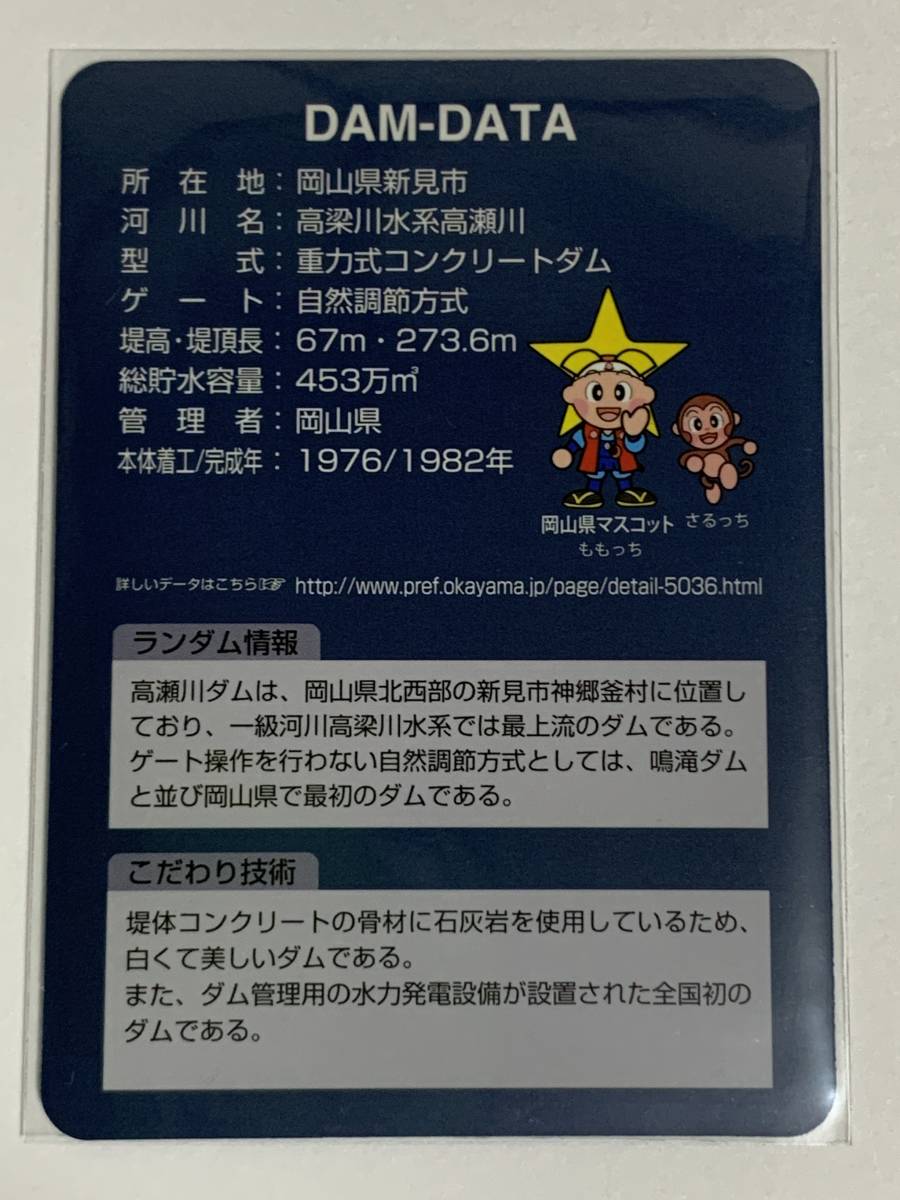 DAM-DATA
所在地：岡山県新見市
河川名：高梁川水系高瀬川
型式：重力式コンクリートダム
ゲート：自然調節方式
堤高・堤頂長：67m・273.6m
総貯水容量：453万㎥
管理者：岡山県
本体着工/完成年：1976/1982年
岡山県マスコット さるっち
ももっち
詳しいデータはこちら☞ http://www.pref.okayama.jp/page/detail-5036.html
ランダム情報
高瀬川ダムは、岡山県北西部の新見市神郷釜村に位置し
ており、一級河川高梁川水系では最上流のダムである。
ゲート操作を行わない自然調節方式としては、鳴滝ダム
と並び岡山県で最初のダムである。
こだわり技術
堤体コンクリートの骨材に石灰岩を使用しているため、
白くて美しいダムである。
また、ダム管理用の水力発電設備が設置された全国初の
ダムである。